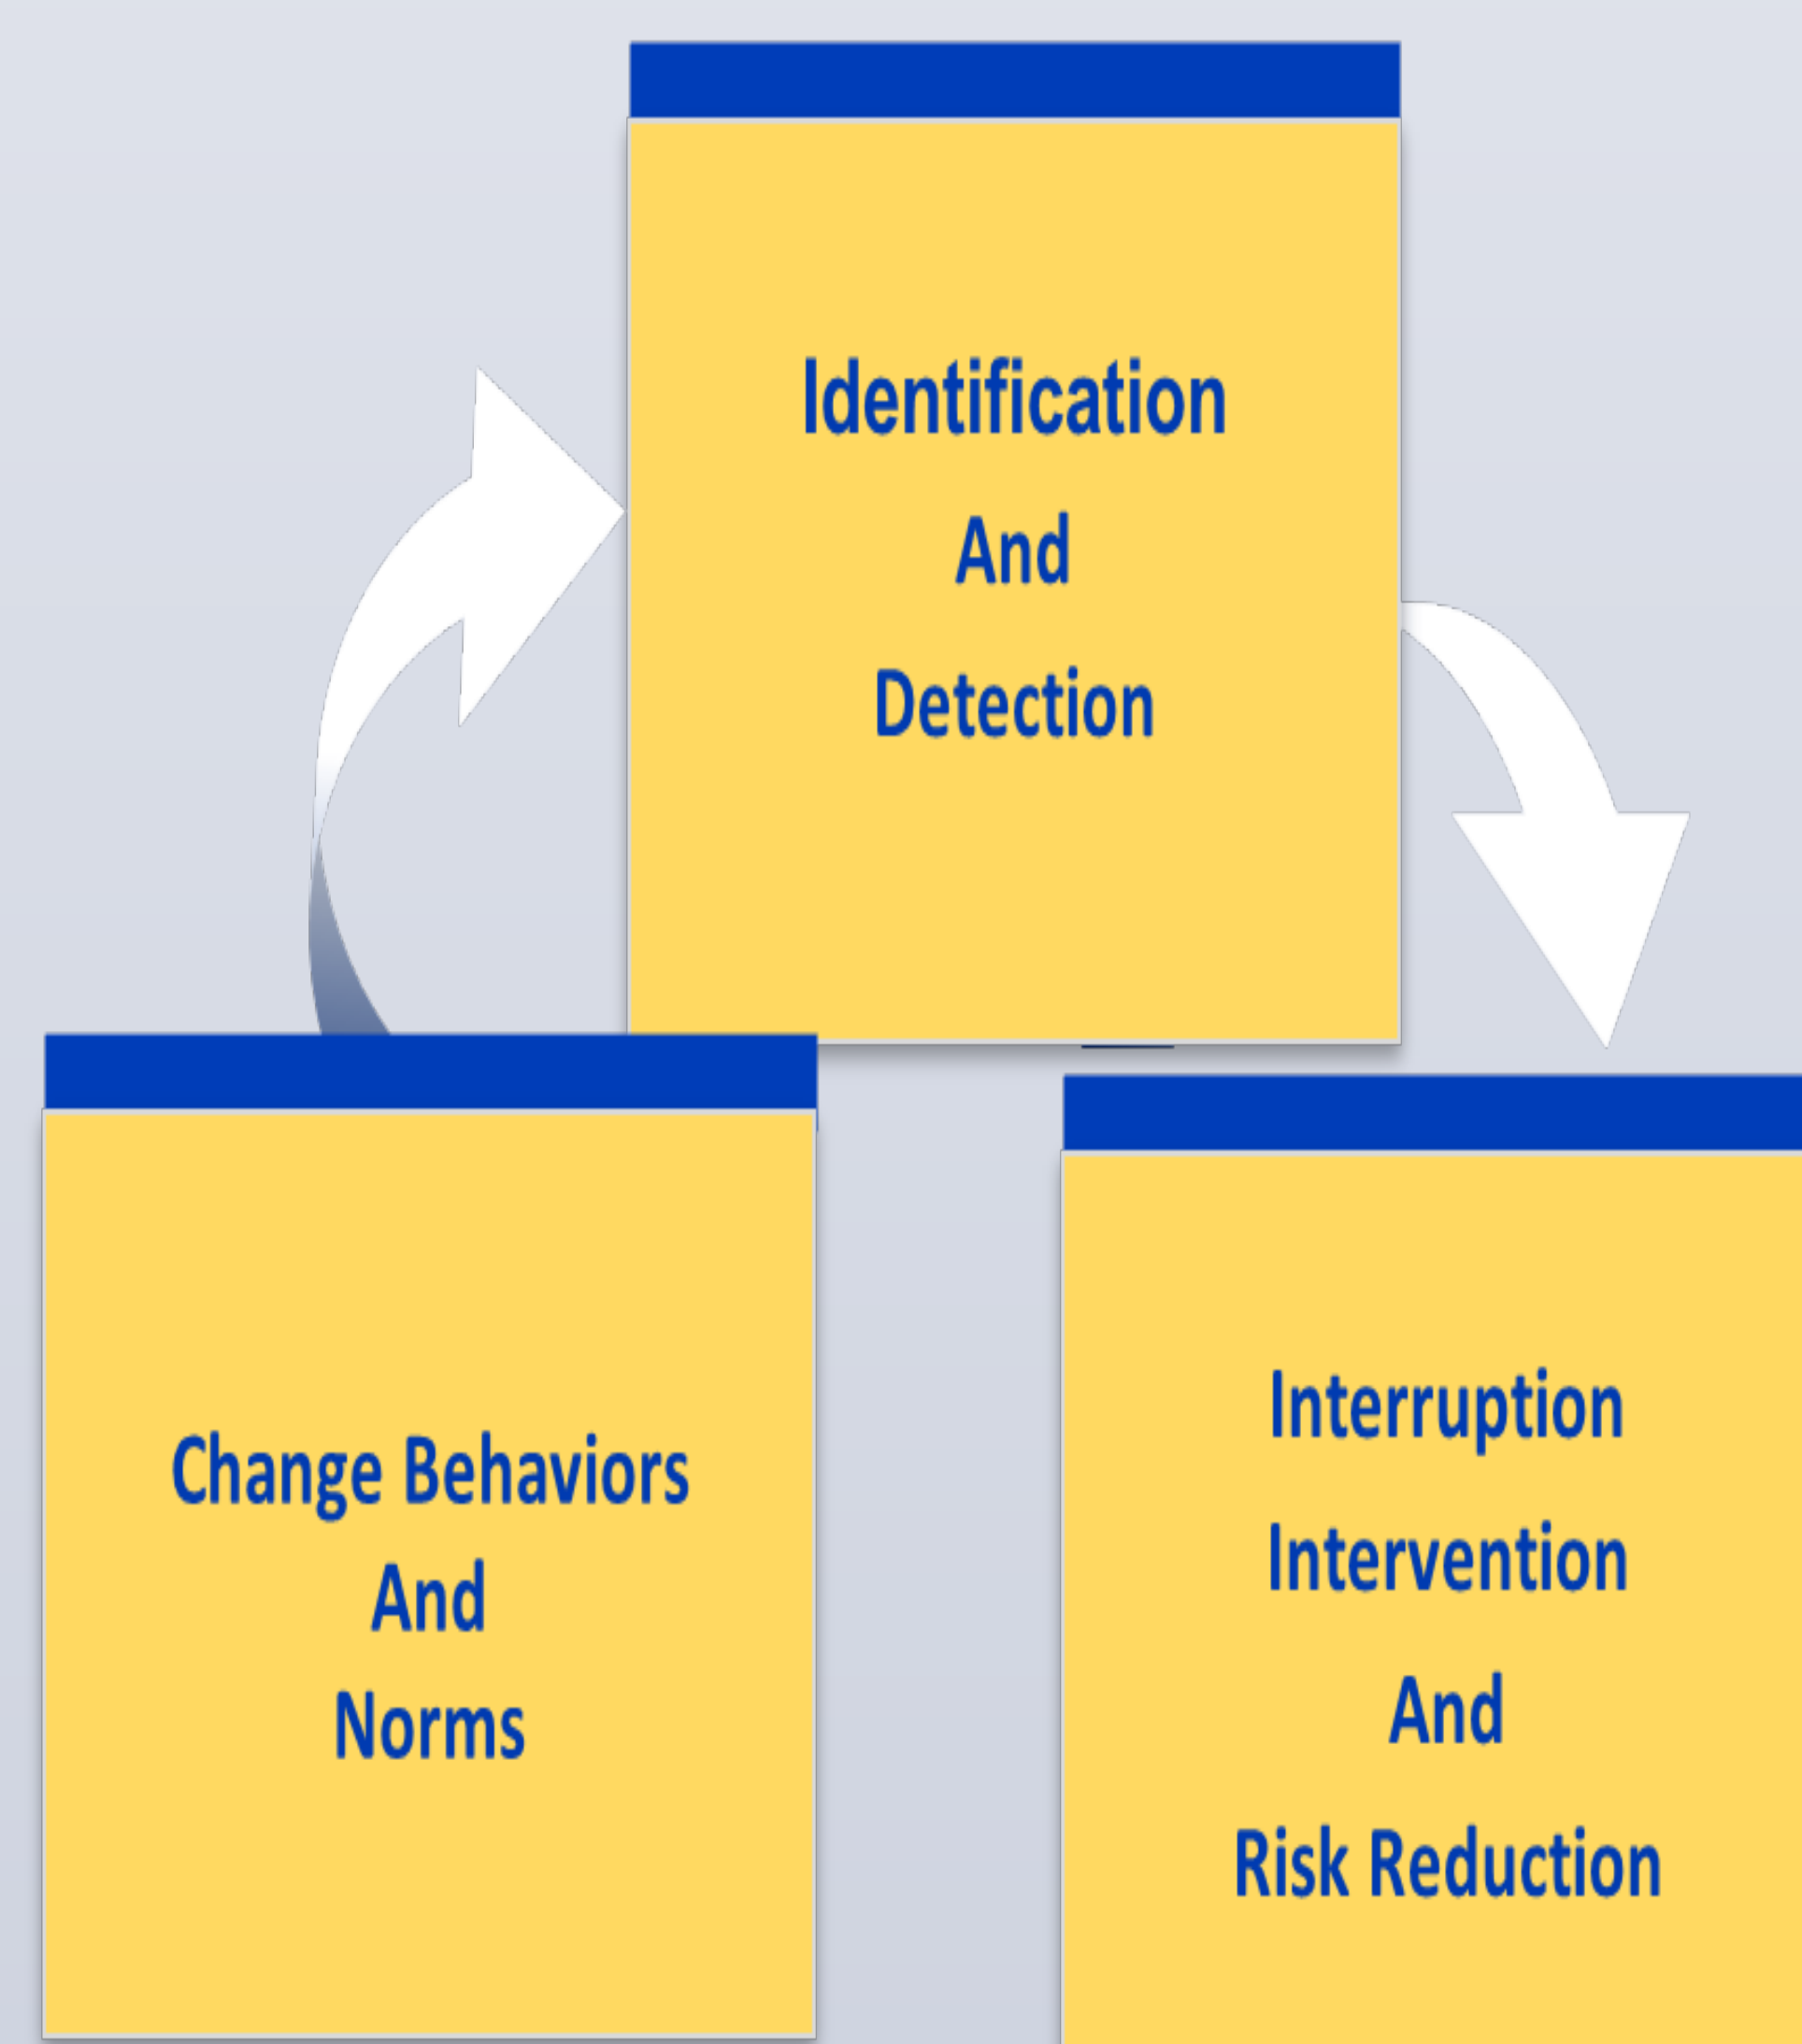 Identification
And
Detection
Change Behaviors
And
Norms
Interruption
Intervention
And
Risk Reduction